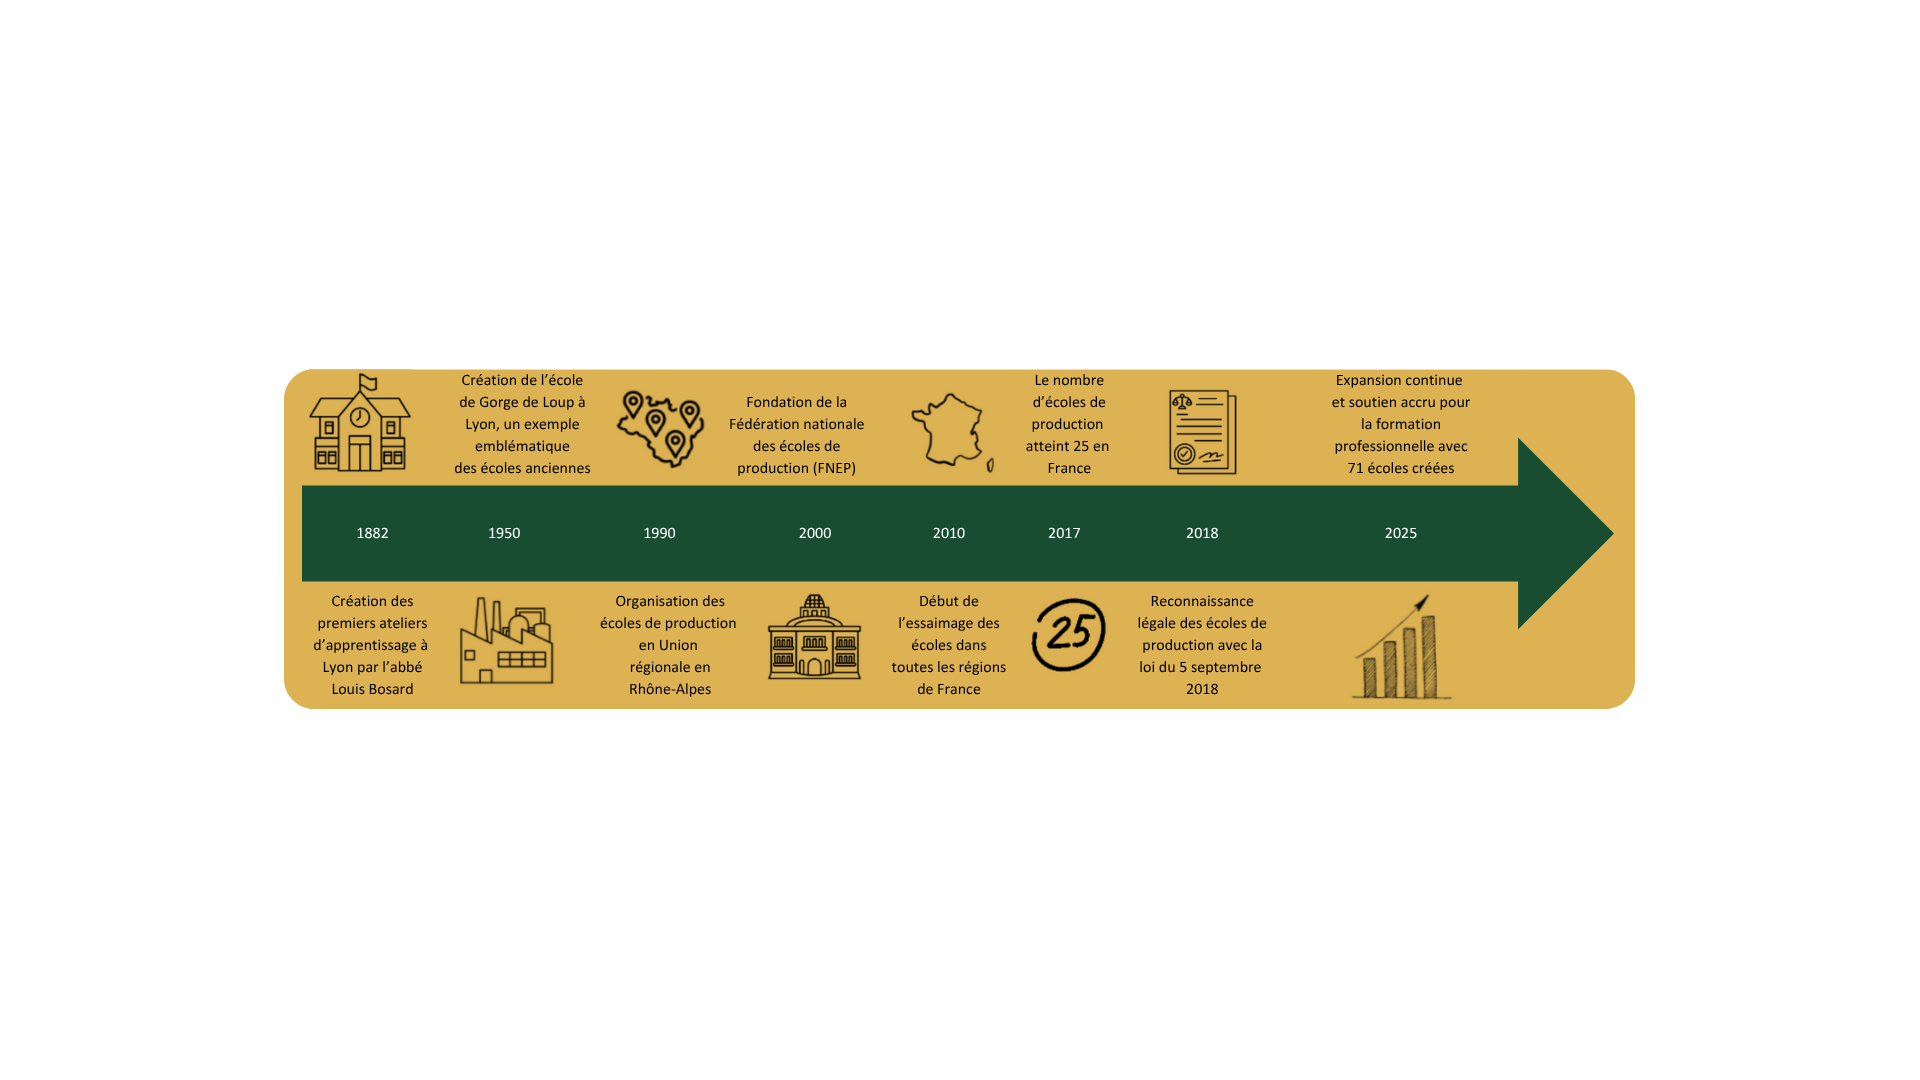 Création de l’école
de Gorge de Loup à
Lyon, un exemple
emblématique
des écoles anciennes
Fondation de la
Fédération nationale
des écoles de
production (FNEP)
Le nombre
d’écoles de
production
atteint 25 en
France
Expansion continue
et soutien accru pour
la formation
professionnelle avec
71 écoles créées
1882 1950 1990 2000 2010 2017 2018 2025
Création des
premiers ateliers
d’apprentissage à
Lyon par l’abbé
Louis Bosard
Organisation des
écoles de production
en Union
régionale en
Rhône-Alpes
Début de
l’essaimage des
écoles dans
toutes les régions
de France
25
Reconnaissance
légale des écoles de
production avec la
loi du 5 septembre
2018